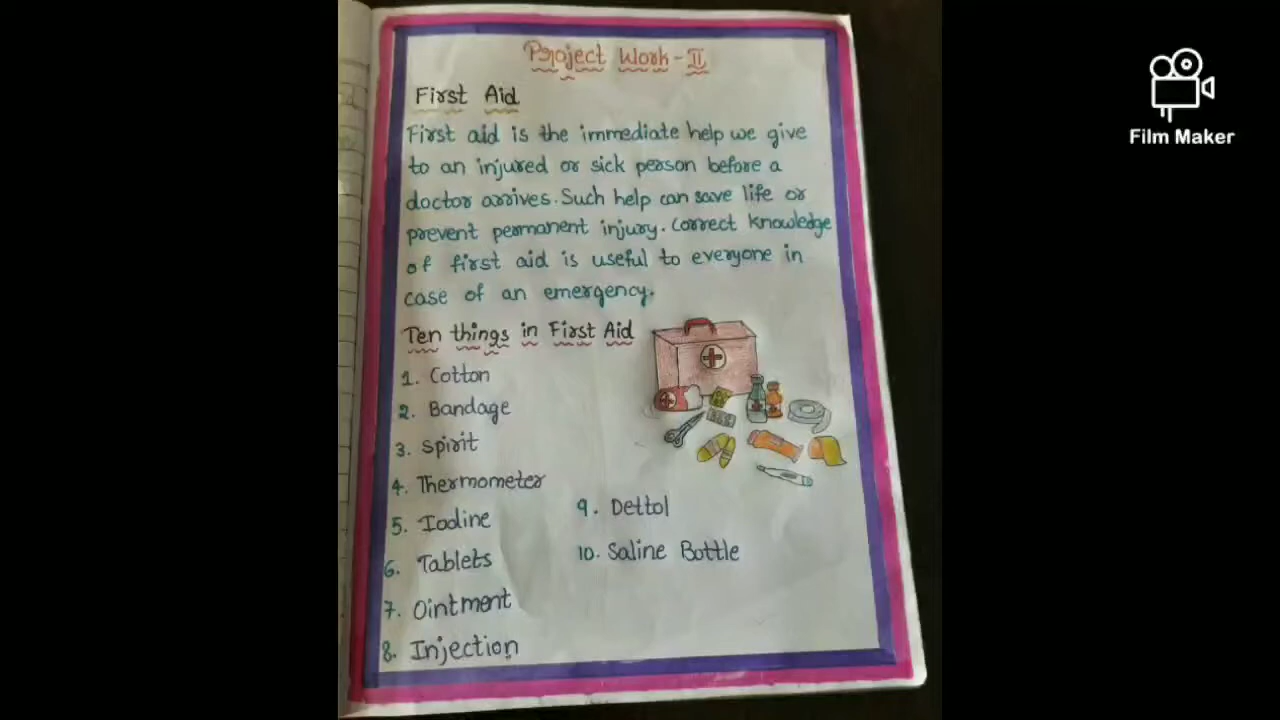 Project Work - II
First Aid
First aid is the immediate help we give
to an injured or sick person before a
doctor arrives. Such help can save life or
prevent permanent injury. Correct knowledge
of first aid is useful to everyone in
case of an emergency.
Ten things in First Aid
1. Cotton
2. Bandage
3. Spirit
4. Thermometer
5. Iodine
6. Tablets
7. Ointment
8. Injection
9. Dettol
10. Saline Bottle
Film Maker